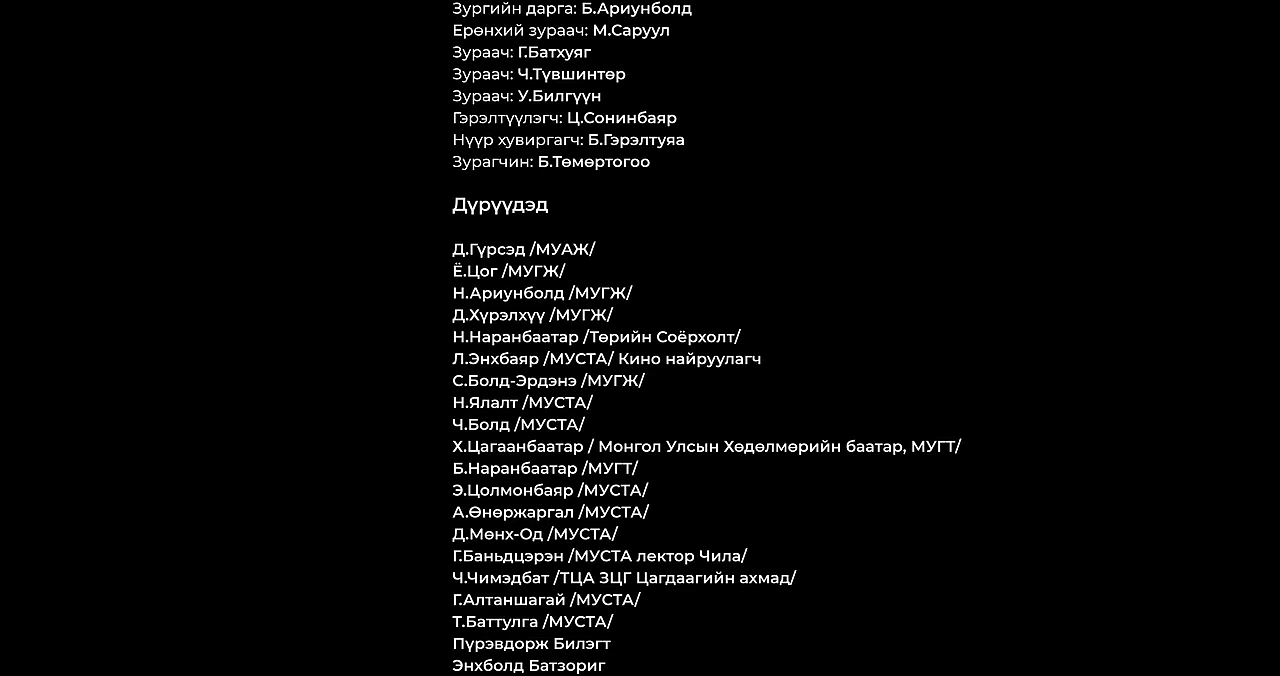 Зургийн дарга: Б.Ариунболд
Ерөнхий зураач: М.Саруул
Зураач: Г.Батхуяг
Зураач: Ч.Түвшинтөр
Зураач: У.Билгүүн
Гэрэлтүүлэгч: Ц.Сонинбаяр
Нүүр хувиргагч: Б.Гэрэлтуяа
Зурагчин: Б.Төмөртогоо
Дүрүүдэд
Д.Гүрсэд /МУАЖ/
Ё.Цог /МУГЖ/
Н.Ариунболд /МУГЖ/
Д.Хүрэлхүү /МУГЖ/
Н.Наранбаатар /Төрийн Соёрхолт/
Л.Энхбаяр /МУСТА/ Кино найруулагч
С.Болд-Эрдэнэ /МУГЖ/
Н.Ялалт /МУСТА/
Ч.Болд /МУСТА/
Х.Цагаанбаатар / Монгол Улсын Хөдөлмөрийн баатар, МУГТ/
Б.Наранбаатар /МУГТ/
Э.Цолмонбаяр /МУСТА/
А.Өнөржаргал /МУСТА/
Д.Мөнх-Од /МУСТА/
Г.Баньдцэрэн /МУСТА лектор Чила/
Ч.Чимэдбат /ТЦА ЗЦГ Цагдаагийн ахмад/
Г.Алтаншагай /МУСТА/
Т.Баттулга /МУСТА/
Пүрэвдорж Билэгт
Энхболд Батзориг